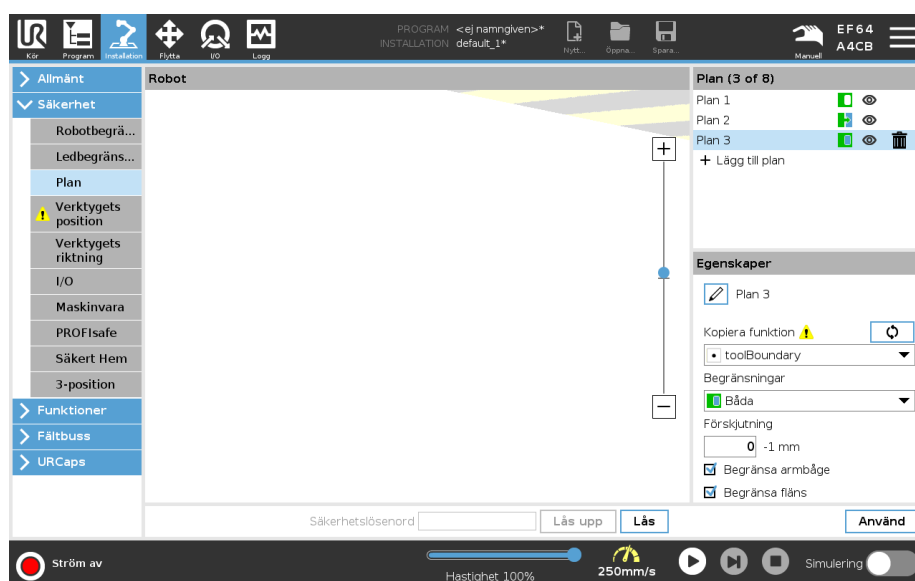 PROGRAM <ej namngiven>*
INSTALLATION default_1*
Kör
Program
Installation
Flytta
I/O
Logg
Nytt...
Öppna...
Spara...
Manuell
EF64
A4CB
Allmänt
Säkerhet
Robotbegrä...
Ledbegräns...
Plan
Verktygets
position
Verktygets
riktning
I/O
Maskinvara
PROFIsafe
Säkert Hem
3-position
Funktioner
Fältbuss
URCaps
Robot
Plan (3 of 8)
Plan 1
Plan 2
Plan 3
Lägg till plan
Egenskaper
Plan 3
Kopiera funktion
toolBoundary
Begränsningar
Båda
Förskjutning
0 -1 mm
Begränsa armbåge
Begränsa fläns
Säkerhetslösenord
Lås upp
Lås
Använd
Ström av
Hastighet 100%
250mm/s
Simulering